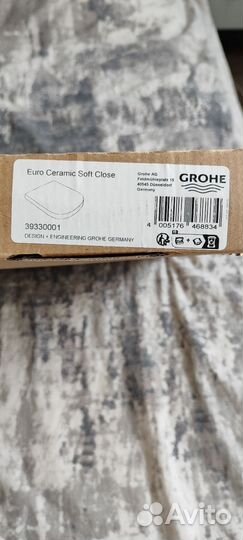 Euro Ceramic Soft Close
Grohe AG
Feldmühleplatz 15
40545 Düsseldorf
Germany
GROHE
39330001
DESIGN + ENGINEERING GROHE GERMANY
4 005176 468834
Avito